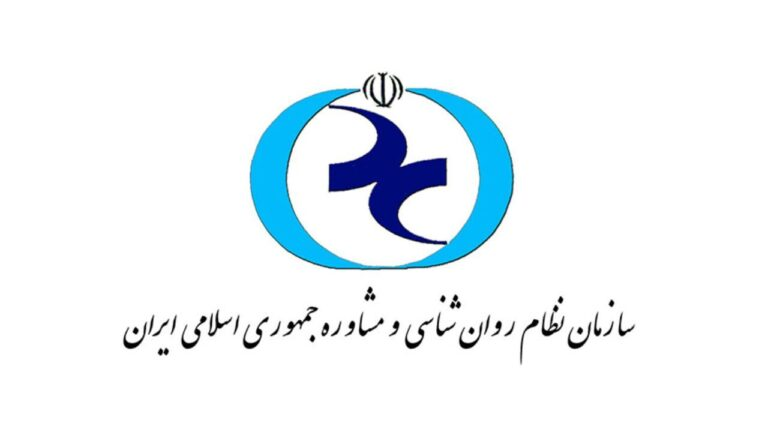 سازمان نظام روان شناسی و مشاوره جمهوری اسلامی ایران